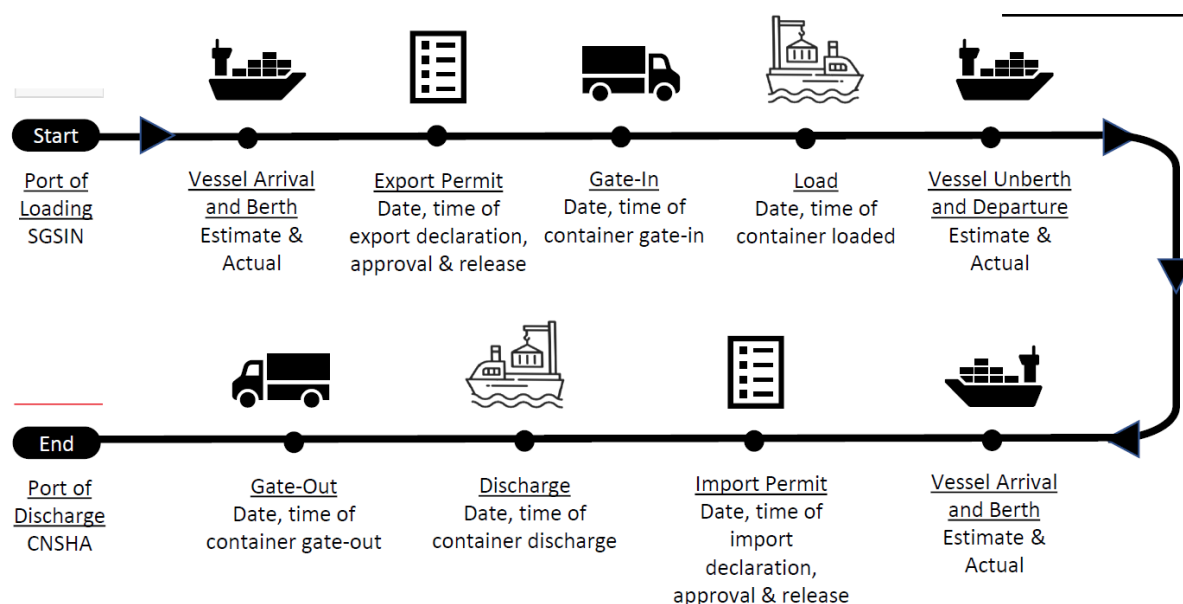 Start
Port of
Loading
SGSIN
Vessel Arrival
and Berth
Estimate &
Actual
Export Permit
Date, time of
export declaration,
approval & release
Gate-In
Date, time of
container gate-in
Load
Date, time of
container loaded
Vessel Unberth
and Departure
Estimate &
Actual
End
Port of
Discharge
CNSHA
Gate-Out
Date, time of
container gate-out
Discharge
Date, time of
container discharge
Import Permit
Date, time of
import
declaration,
approval & release
Vessel Arrival
and Berth
Estimate &
Actual